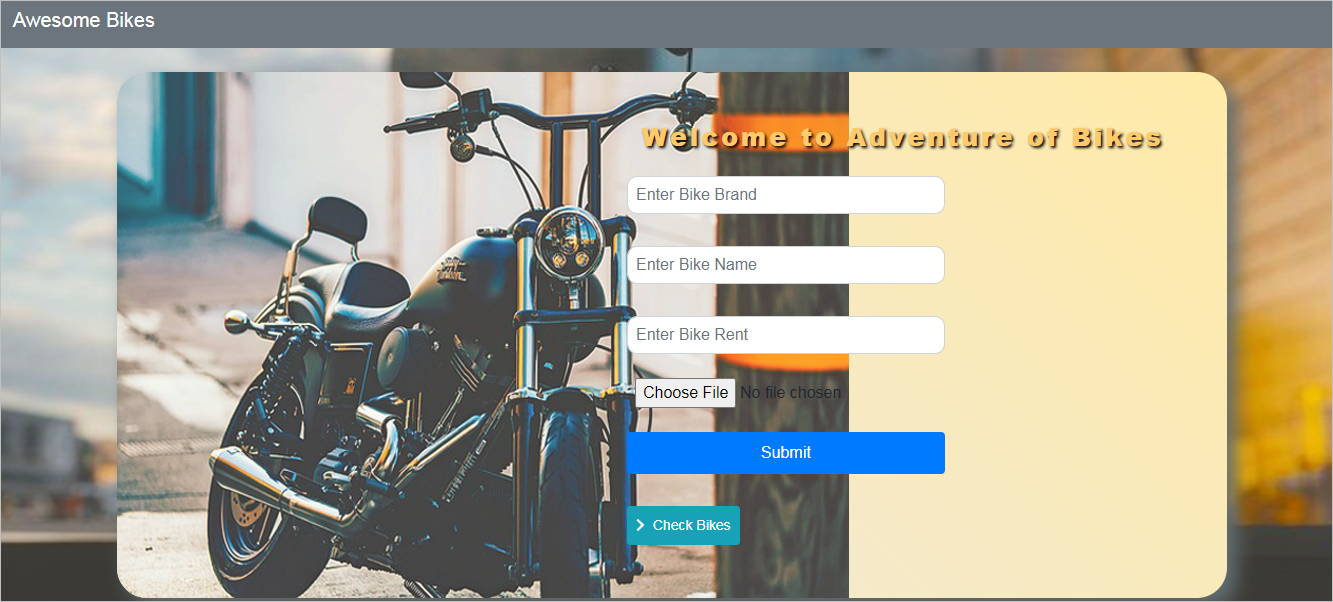 Awesome Bikes
Welcome to Adventure of Bikes
Enter Bike Brand
Enter Bike Name
Enter Bike Rent
Choose File No file chosen
Submit
Check Bikes